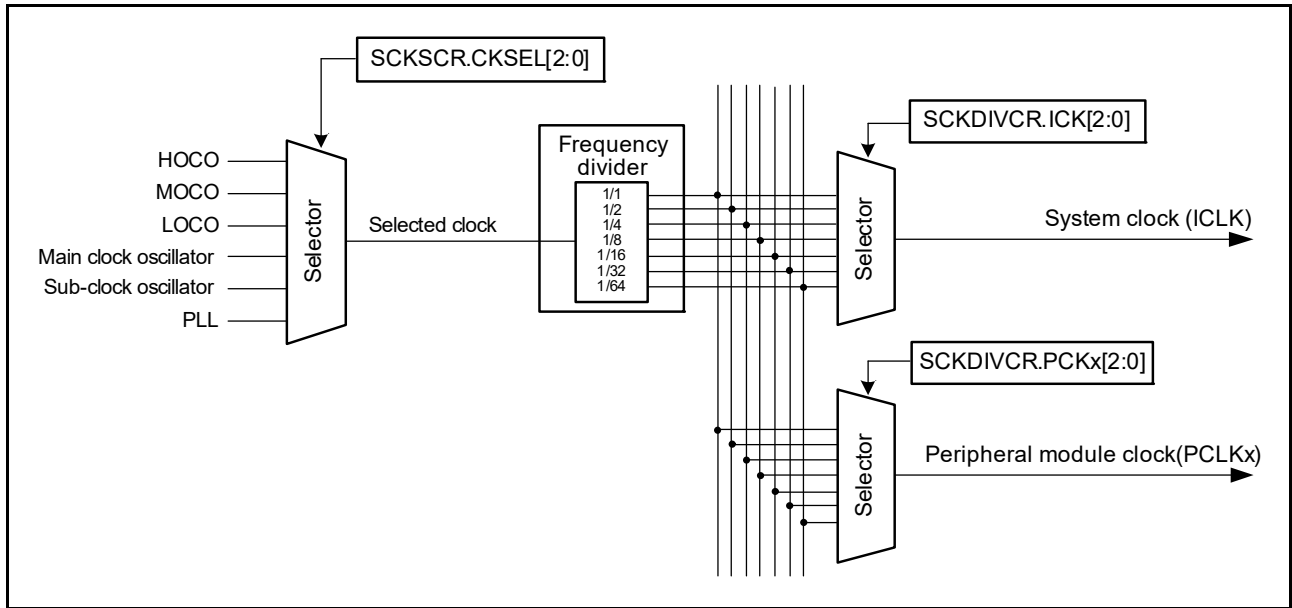 SCKSCR.CKSEL[2:0]
HOCO
MOCO
LOCO
Main clock oscillator
Sub-clock oscillator
PLL
Selector
Selected clock
Frequency
divider
1/1
1/2
1/4
1/8
1/16
1/32
1/64
SCKDIVCR.ICK[2:0]
Selector
System clock (ICLK)
SCKDIVCR.PCKx[2:0]
Selector
Peripheral module clock(PCLKx)